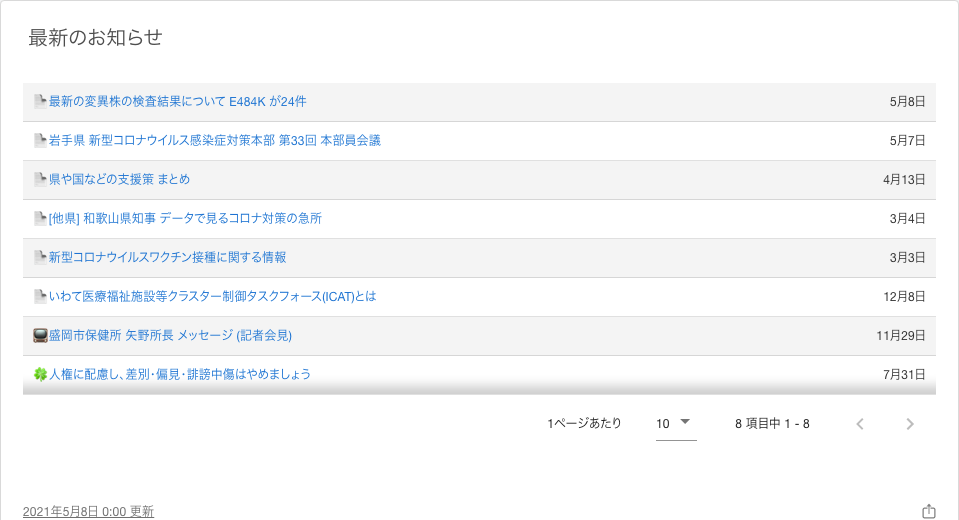 最新のお知らせ
最新の変異株の検査結果について E484K が24件 5月8日
岩手県 新型コロナウイルス感染症対策本部 第33回 本部員会議 5月7日
県や国などの支援策 まとめ 4月13日
[他県] 和歌山県知事 データで見るコロナ対策の急所 3月4日
新型コロナウイルスワクチン接種に関する情報 3月3日
いわて医療福祉施設等クラスター制御タスクフォース(ICAT)とは 12月8日
盛岡市保健所 矢野所長 メッセージ (記者会見) 11月29日
人権に配慮し、差別・偏見・誹謗中傷はやめましょう 7月31日
1ページあたり 10 8 項目中 1 - 8
2021年5月8日 0:00 更新